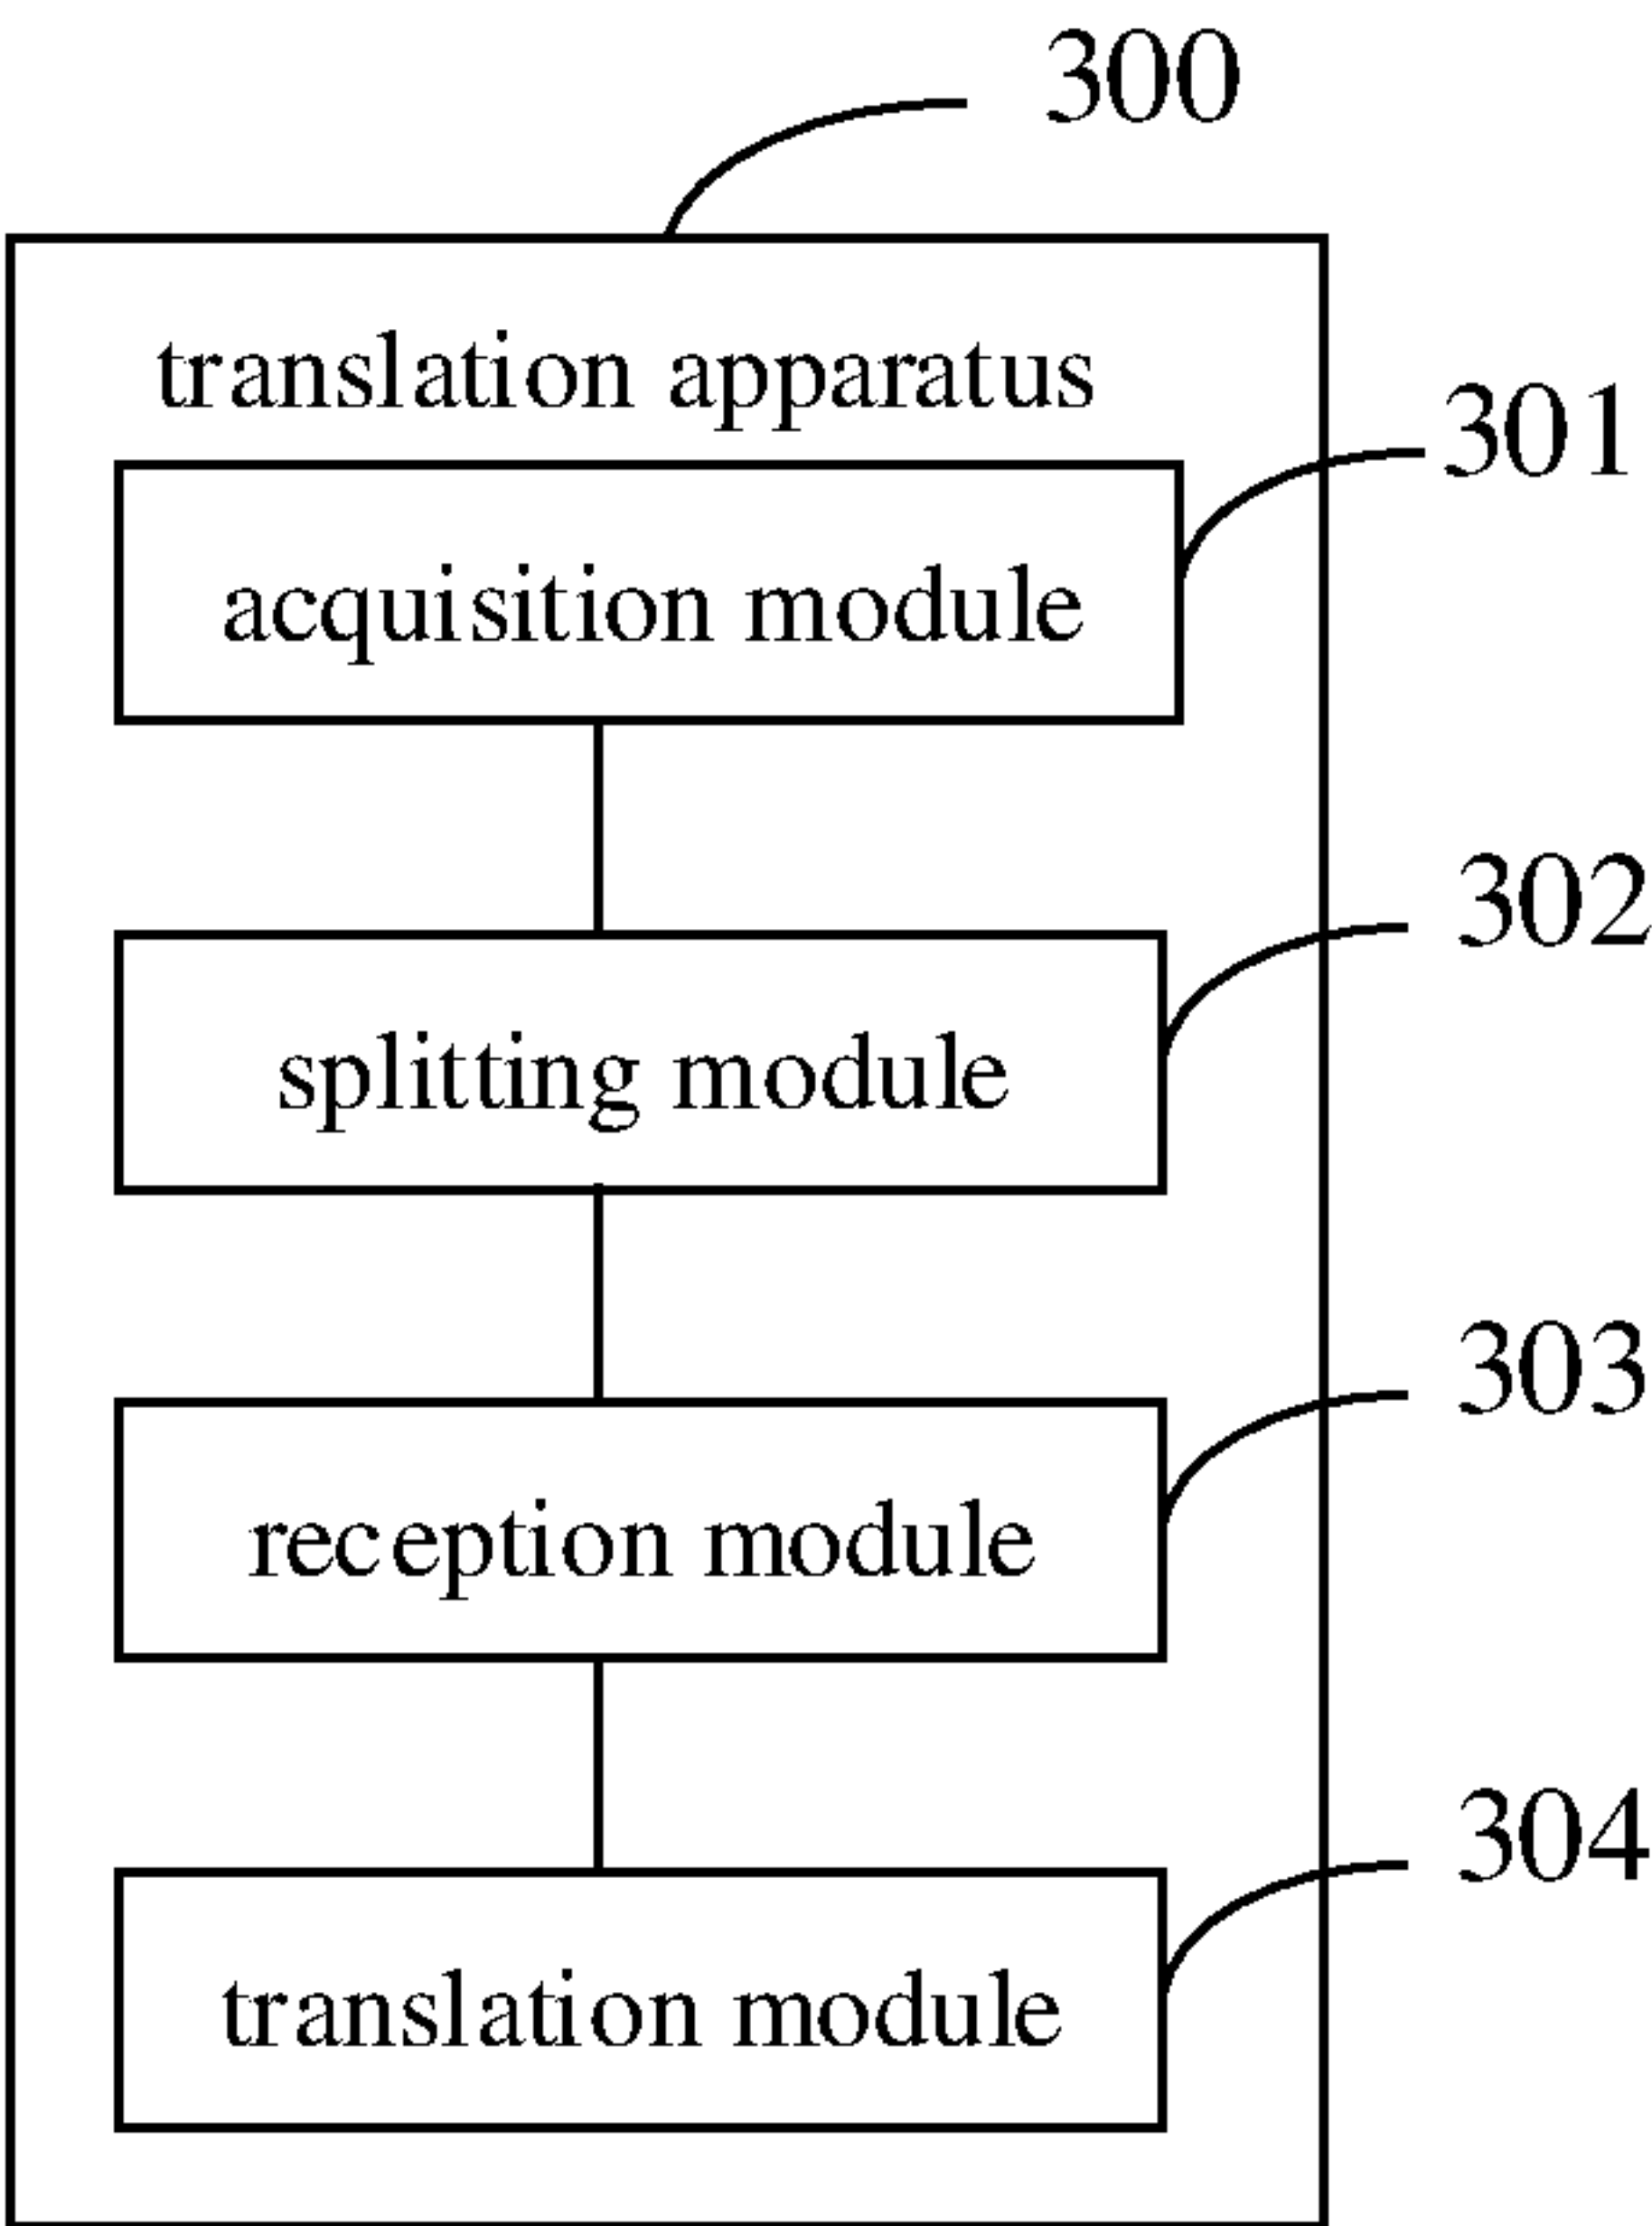 300
translation apparatus
301
acquisition module
302
splitting module
303
reception module
304
translation module